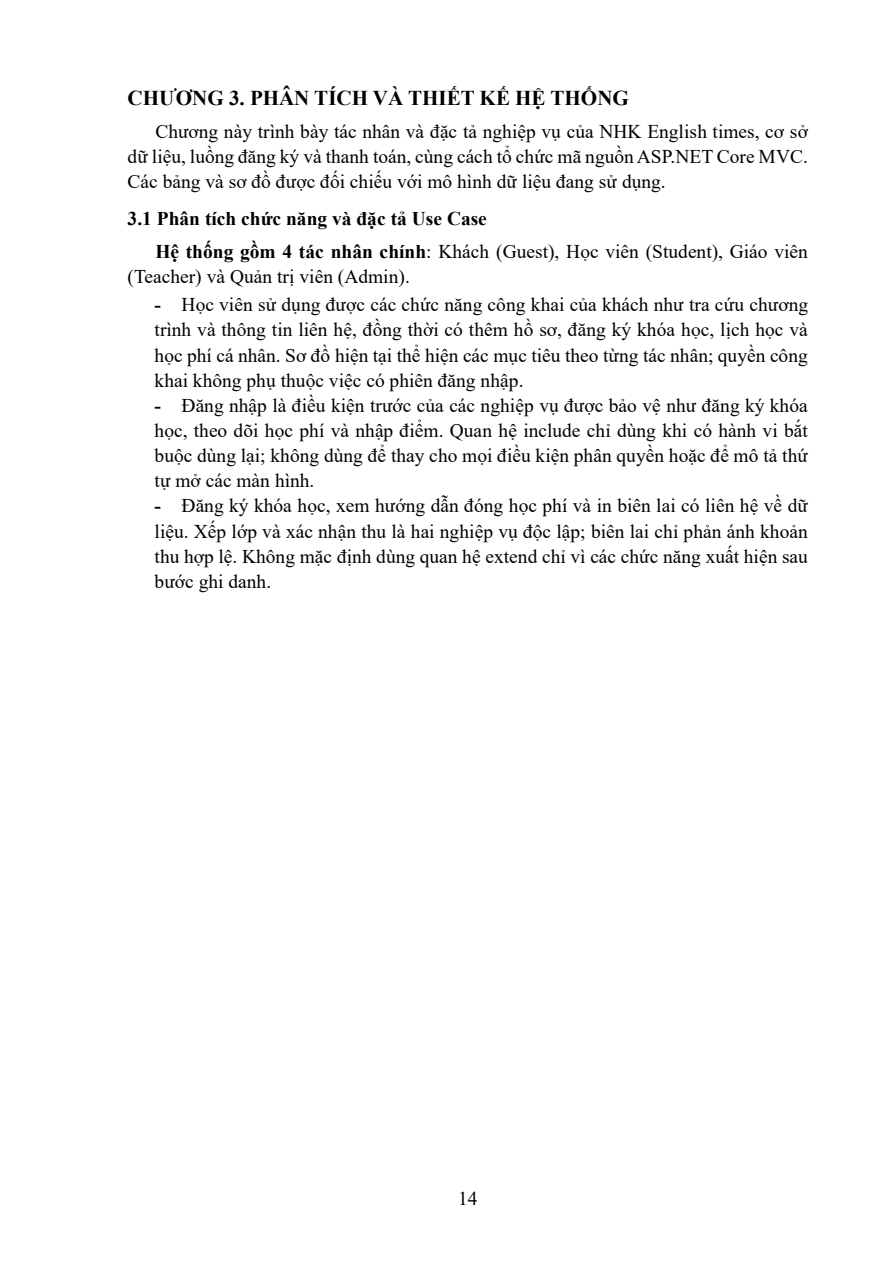 CHƯƠNG 3. PHÂN TÍCH VÀ THIẾT KẾ HỆ THỐNG
Chương này trình bày tác nhân và đặc tả nghiệp vụ của NHK English times, cơ sở
dữ liệu, luồng đăng ký và thanh toán, cùng cách tổ chức mã nguồn ASP.NET Core MVC.
Các bảng và sơ đồ được đối chiếu với mô hình dữ liệu đang sử dụng.
3.1 Phân tích chức năng và đặc tả Use Case
Hệ thống gồm 4 tác nhân chính: Khách (Guest), Học viên (Student), Giáo viên
(Teacher) và Quản trị viên (Admin).
- Học viên sử dụng được các chức năng công khai của khách như tra cứu chương
trình và thông tin liên hệ, đồng thời có thêm hồ sơ, đăng ký khóa học, lịch học và
học phí cá nhân. Sơ đồ hiện tại thể hiện các mục tiêu theo từng tác nhân; quyền công
khai không phụ thuộc việc có phiên đăng nhập.
- Đăng nhập là điều kiện trước của các nghiệp vụ được bảo vệ như đăng ký khóa
học, theo dõi học phí và nhập điểm. Quan hệ include chỉ dùng khi có hành vi bắt
buộc dùng lại; không dùng để thay cho mọi điều kiện phân quyền hoặc để mô tả thứ
tự mở các màn hình.
- Đăng ký khóa học, xem hướng dẫn đóng học phí và in biên lai có liên hệ về dữ
liệu. Xếp lớp và xác nhận thu là hai nghiệp vụ độc lập; biên lai chỉ phản ánh khoản
thu hợp lệ. Không mặc định dùng quan hệ extend chỉ vì các chức năng xuất hiện sau
bước ghi danh.
14